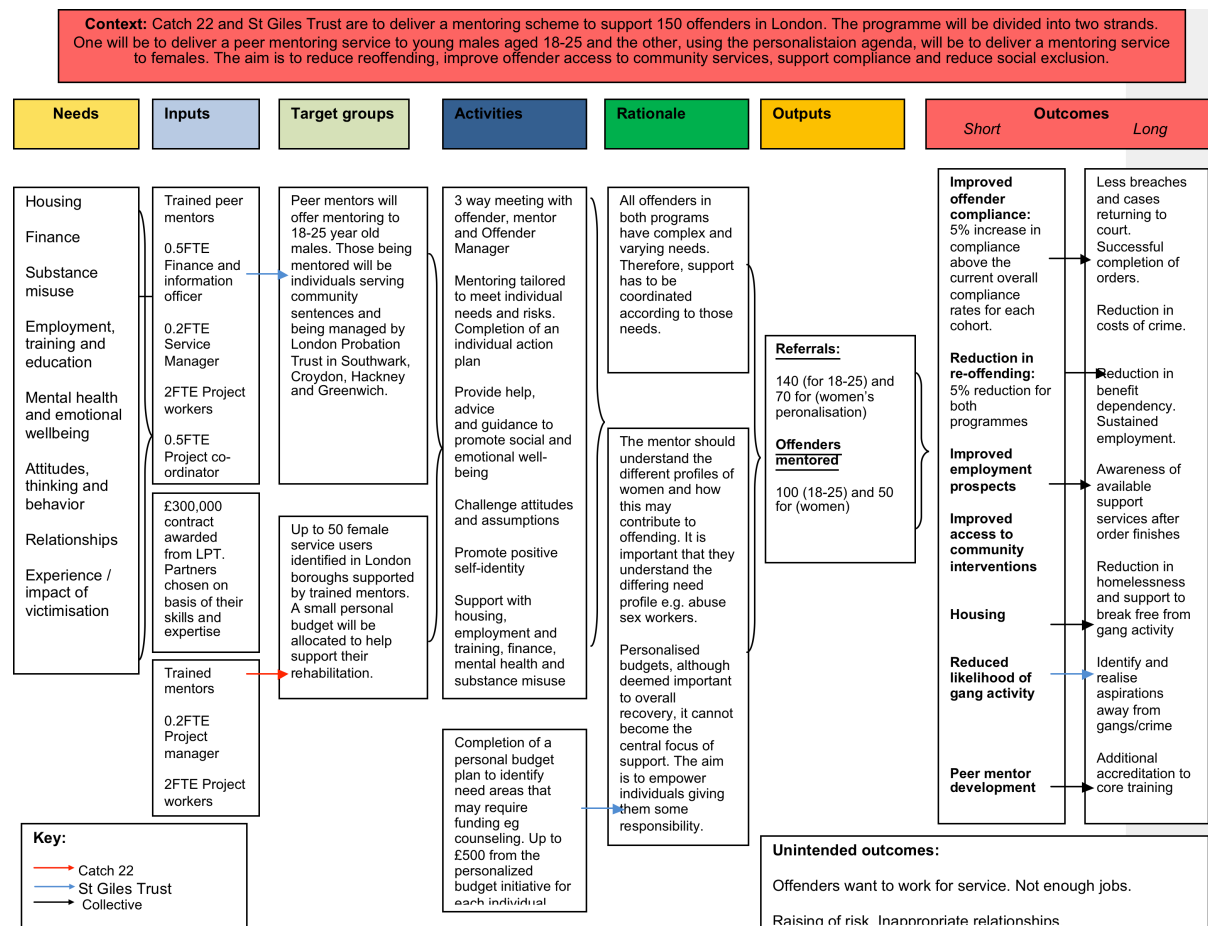 Context: Catch 22 and St Giles Trust are to deliver a mentoring scheme to support 150 offenders in London. The programme will be divided into two strands.
One will be to deliver a peer mentoring service to young males aged 18-25 and the other, using the personalistaion agenda, will be to deliver a mentoring service
to females. The aim is to reduce reoffending, improve offender access to community services, support compliance and reduce social exclusion.
Needs
Inputs
Target groups
Activities
Rationale
Outputs
Outcomes
Short
Long
Housing
Finance
Substance
misuse
Employment,
training and
education
Mental health
and emotional
wellbeing
Attitudes,
thinking and
behavior
Relationships
Experience /
impact of
victimisation
Trained peer
mentors
0.5FTE
Finance and
information
officer
0.2FTE
Service
Manager
2FTE Project
workers
0.5FTE
Project co-
ordinator
£300,000
contract
awarded
from LPT.
Partners
chosen on
basis of their
skills and
expertise
Trained
mentors
0.2FTE
Project
manager
2FTE Project
workers
Peer mentors will
offer mentoring to
18-25 year old
males. Those being
mentored will be
individuals serving
community
sentences and
being managed by
London Probation
Trust in Southwark,
Croydon, Hackney
and Greenwich.
Up to 50 female
service users
identified in London
boroughs supported
by trained mentors.
A small personal
budget will be
allocated to help
support their
rehabilitation.
3 way meeting with
offender, mentor
and Offender
Manager
Mentoring tailored
to meet individual
needs and risks.
Completion of an
individual action
plan
Provide help,
advice
and guidance to
promote social and
emotional well-
being
Challenge attitudes
and assumptions
Promote positive
self-identity
Support with
housing,
employment and
training, finance,
mental health and
substance misuse
Completion of a
personal budget
plan to identify
need areas that
may require
funding eg
counseling. Up to
£500 from the
personalized
budget initiative for
each individual
All offenders in
both programs
have complex and
varying needs.
Therefore, support
has to be
coordinated
according to those
needs.
The mentor should
understand the
different profiles of
women and how
this may
contribute to
offending. It is
important that they
understand the
differing need
profile e.g. abuse
sex workers.
Personalised
budgets, although
deemed important
to overall
recovery, it cannot
become the
central focus of
support. The aim
is to empower
individuals giving
them some
responsibility.
Referrals:
140 (for 18-25) and
70 for (women's
peronalisation)
Offenders
mentored
100 (18-25) and 50
for (women)
Improved
offender
compliance:
5% increase in
compliance
above the
current overall
compliance
rates for each
cohort.
Reduction in
re-offending:
5% reduction for
both
programmes
Improved
employment
prospects
Improved
access to
community
interventions
Housing
Reduced
likelihood of
gang activity
Peer mentor
development
Less breaches
and cases
returning to
court.
Successful
completion of
orders.
Reduction in
costs of crime.
Reduction in
benefit
dependency.
Sustained
employment.
Awareness of
available
support
services after
order finishes
Reduction in
homelessness
and support to
break free from
gang activity
Identify and
realise
aspirations
away from
gangs/crime
Additional
accreditation to
core training
Key:
Catch 22
St Giles Trust
Collective
Unintended outcomes:
Offenders want to work for service. Not enough jobs.
Raising of risk. Inappropriate relationships